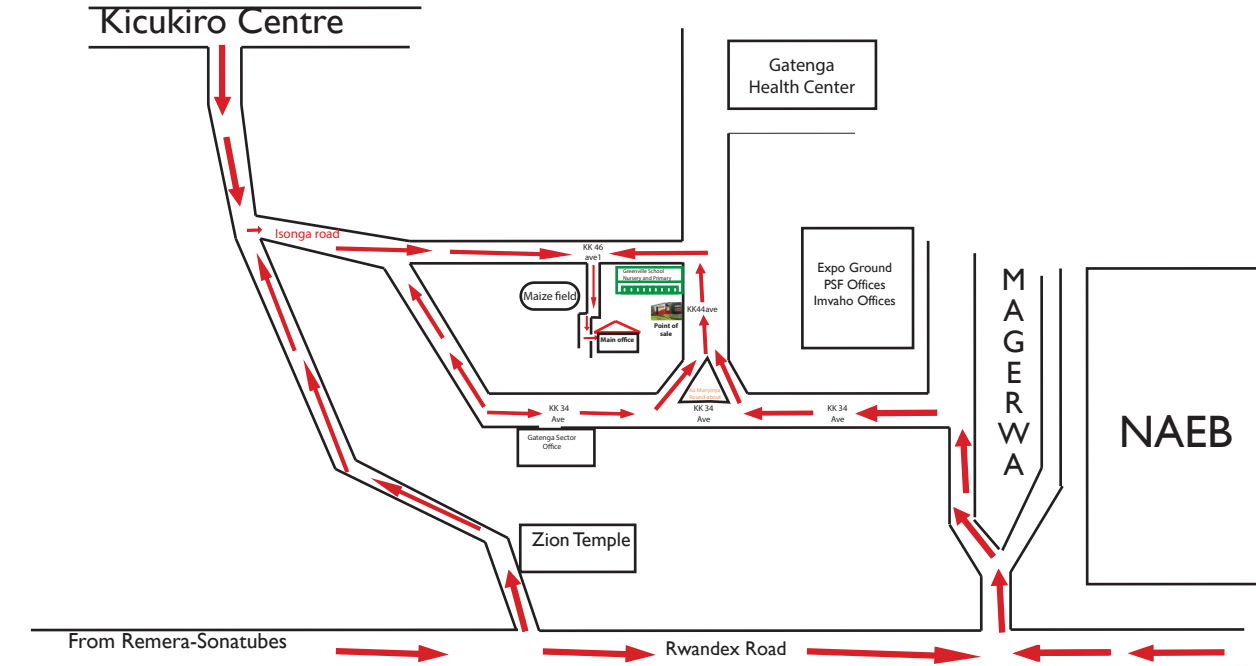 Kicukiro Centre
Gatenga
Health Center
Isonga road
KK 46
ave1
Greenville School
Nursery and Primary
Expo Ground
PSF Offices
Imvaho Offices
MAGERWA
Maize field
KK44ave
Point of
sale
Main office
NAEB
KK 34
Ave
KK 34
Ave
KK 34
Ave
Gatenga Sector
Office
Zion Temple
From Remera-Sonatubes
Rwandex Road